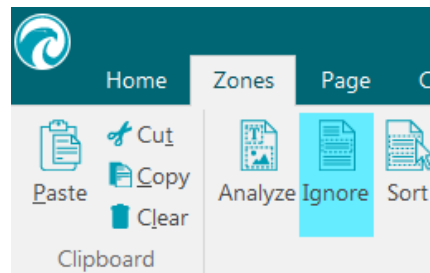 Home Zones Page
Cut
Copy
Paste
Clear
Analyze Ignore Sort
Clipboard